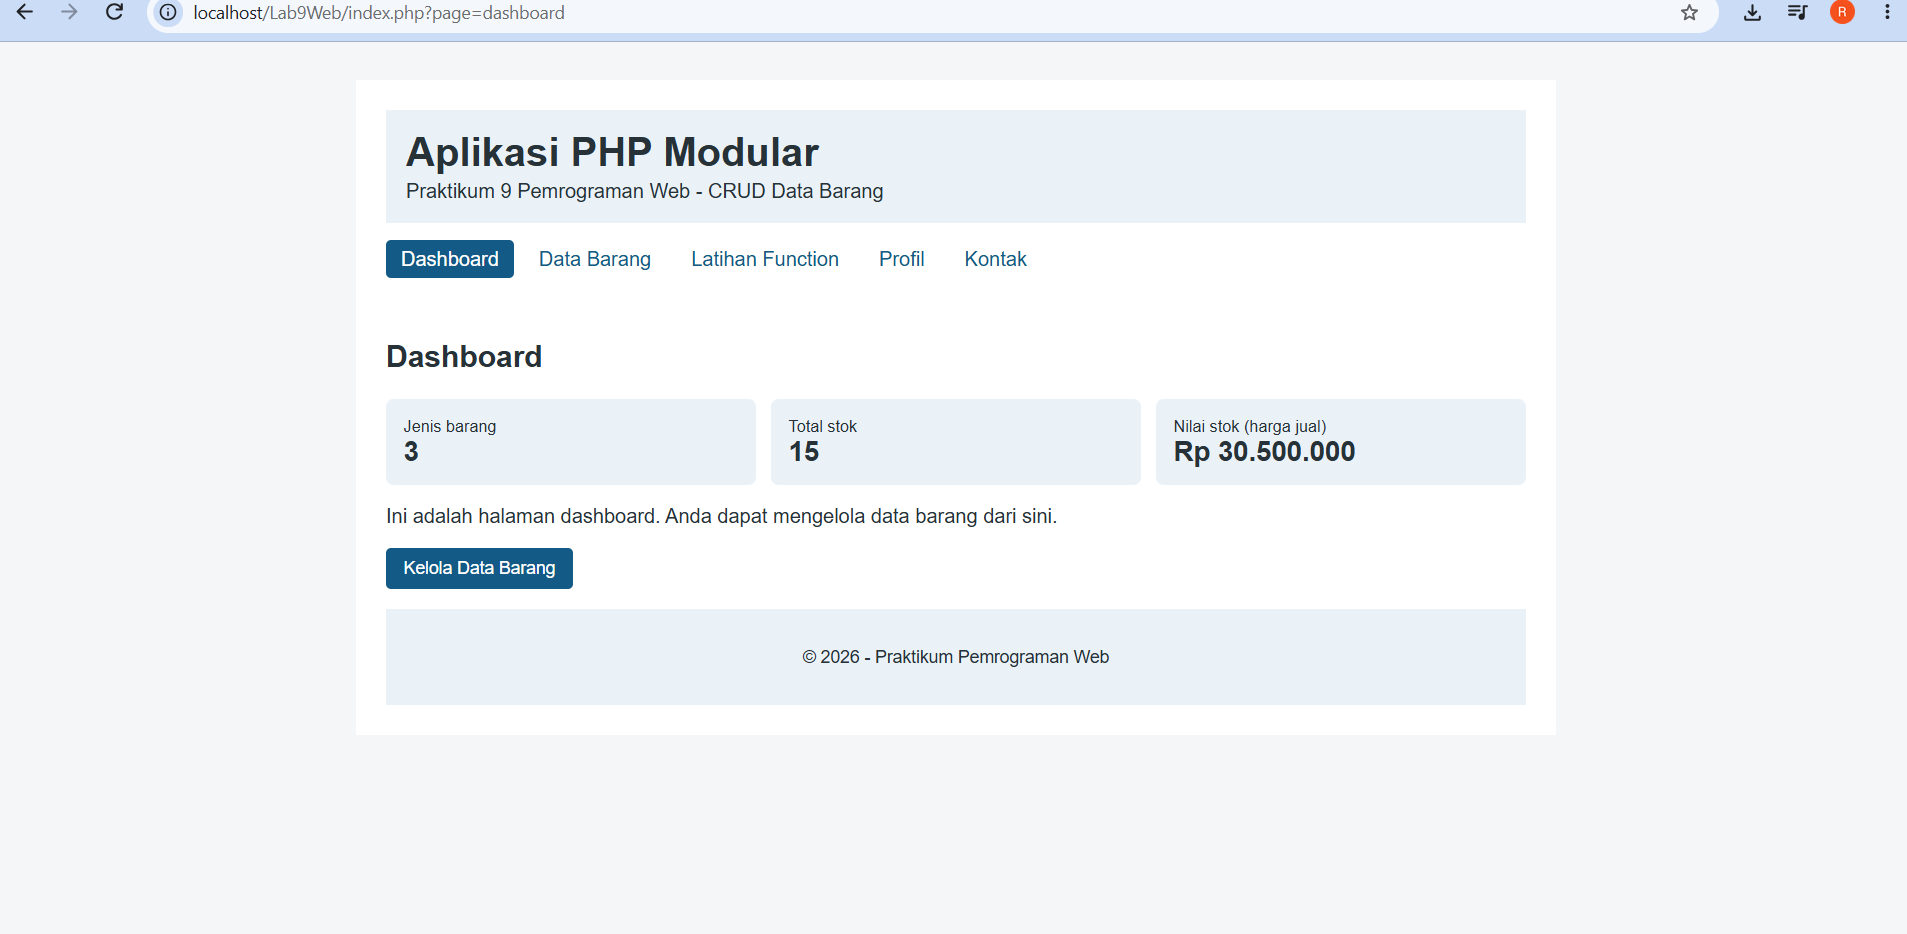 localhost/Lab9Web/index.php?page=dashboard
R
Aplikasi PHP Modular
Praktikum 9 Pemrograman Web - CRUD Data Barang
Dashboard Data Barang Latihan Function Profil Kontak
Dashboard
Jenis barang Total stok Nilai stok (harga jual)
3 15 Rp 30.500.000
Ini adalah halaman dashboard. Anda dapat mengelola data barang dari sini.
Kelola Data Barang
© 2026 - Praktikum Pemrograman Web